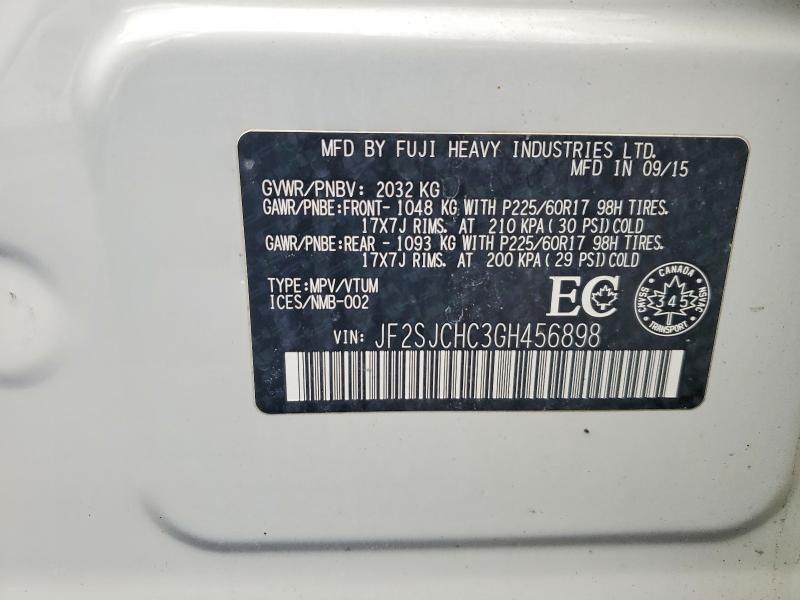 MFD BY FUJI HEAVY INDUSTRIES LTD.
MFD IN 09/15
GVWR/PNBV: 2032 KG
GAWR/PNBE:FRONT- 1048 KG WITH P225/60R17 98H TIRES.
17X7J RIMS. AT 210 KPA(30 PSI)COLD
GAWR/PNBE:REAR - 1093 KG WITH P225/60R17 98H TIRES.
17X7J RIMS. AT 200 KPA(29 PSI)COLD
TYPE:MPV/VTUM
ICES/NMB-002
EC
CANADA
SVNMC
345
NSVAC
TRANSPORT
VIN: JF2SJCHC3GH456898